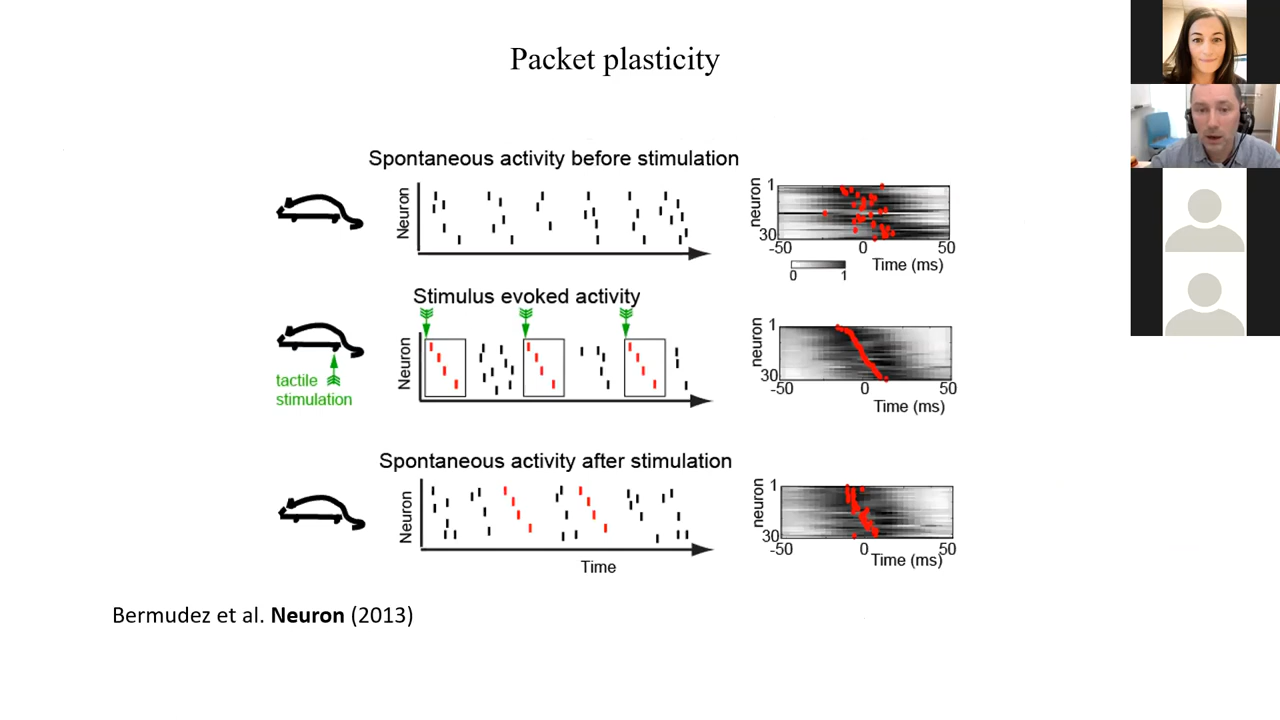 Packet plasticity
Spontaneous activity before stimulation
Neuron
neuron
1
30
-50
0
50
Time (ms)
0
1
Stimulus evoked activity
tactile
stimulation
Neuron
neuron
1
30
-50
0
50
Time (ms)
Spontaneous activity after stimulation
Neuron
Time
neuron
1
30
-50
0
50
Time (ms)
Bermudez et al. Neuron (2013)